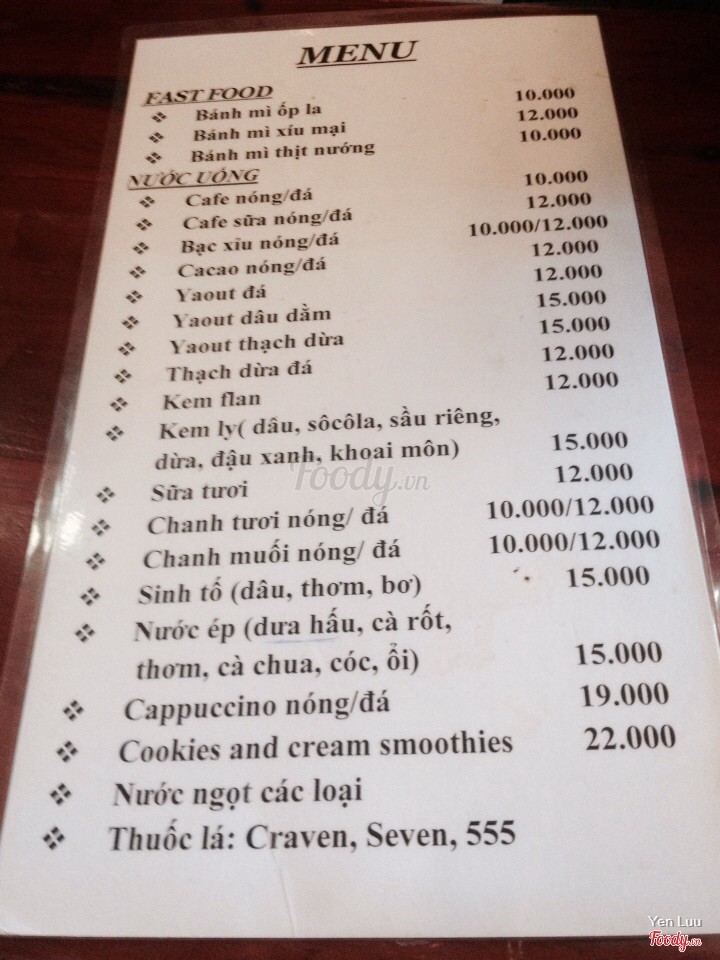 MENU
FAST FOOD
Bánh mì ốp la 10.000
Bánh mì xíu mại 12.000
Bánh mì thịt nướng 10.000
NƯỚC UỐNG
Cafe nóng/đá 10.000
Cafe sữa nóng/đá 12.000
Bạc xỉu nóng/đá 10.000/12.000
Cacao nóng/đá 12.000
Yaout đá 12.000
Yaout dâu dằm 15.000
Yaout thạch dừa 15.000
Thạch dừa đá 12.000
Kem flan 12.000
Kem ly( dâu, sôcôla, sầu riêng,
dừa, đậu xanh, khoai môn) 15.000
Sữa tươi 12.000
Chanh tươi nóng/ đá 10.000/12.000
Chanh muối nóng/ đá 10.000/12.000
Sinh tố (dâu, thơm, bơ) 15.000
Nước ép (dưa hấu, cà rốt,
thơm, cà chua, cóc, ổi) 15.000
Cappuccino nóng/đá 19.000
Cookies and cream smoothies 22.000
Nước ngọt các loại
Thuốc lá: Craven, Seven, 555
Foody.vn
Yen Luu
Foody.vn